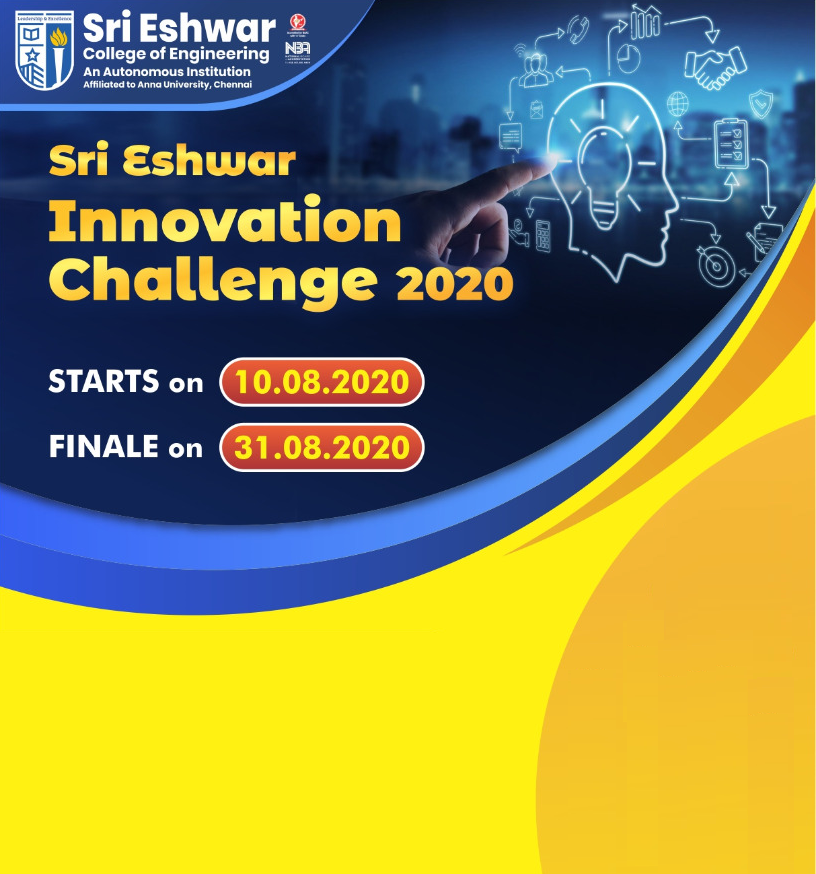 Leadership & Excellence
Sri Eshwar
College of Engineering
An Autonomous Institution
Affiliated to Anna University, Chennai
NBA
Sri Eshwar
Innovation
Challenge 2020
STARTS on 10.08.2020
FINALE on 31.08.2020